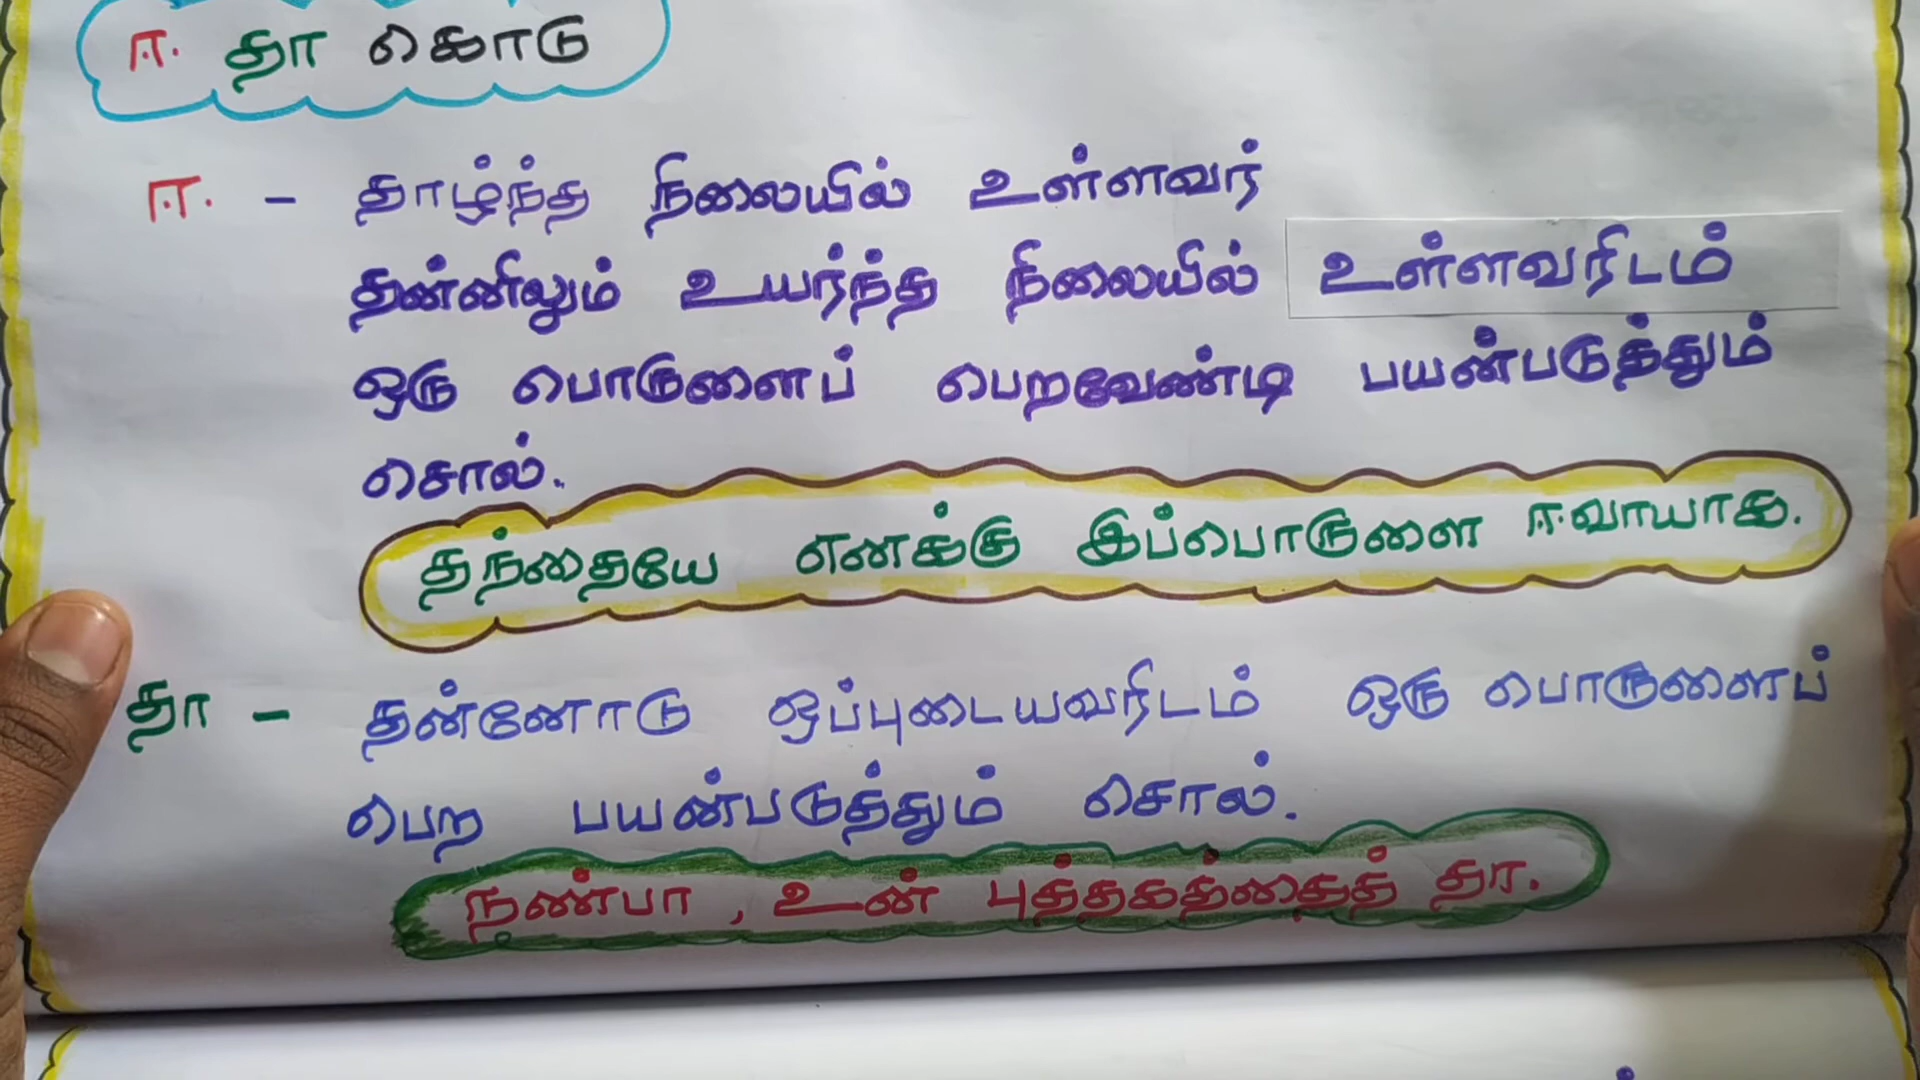 ஈ தா கொடு
ஈ - தாழ்ந்த நிலையில் உள்ளவர்
தன்னிலும் உயர்ந்த நிலையில் உள்ளவரிடம்
ஒரு பொருளைப் பெறவேண்டி பயன்படுத்தும்
சொல்.
தந்தையே எனக்கு இப்பொருளை ஈவாயாக.
தா - தன்னோடு ஒப்புடையவரிடம் ஒரு பொருளைப்
பெற பயன்படுத்தும் சொல்.
நண்பா , உன் புத்தகத்தைத் தா.